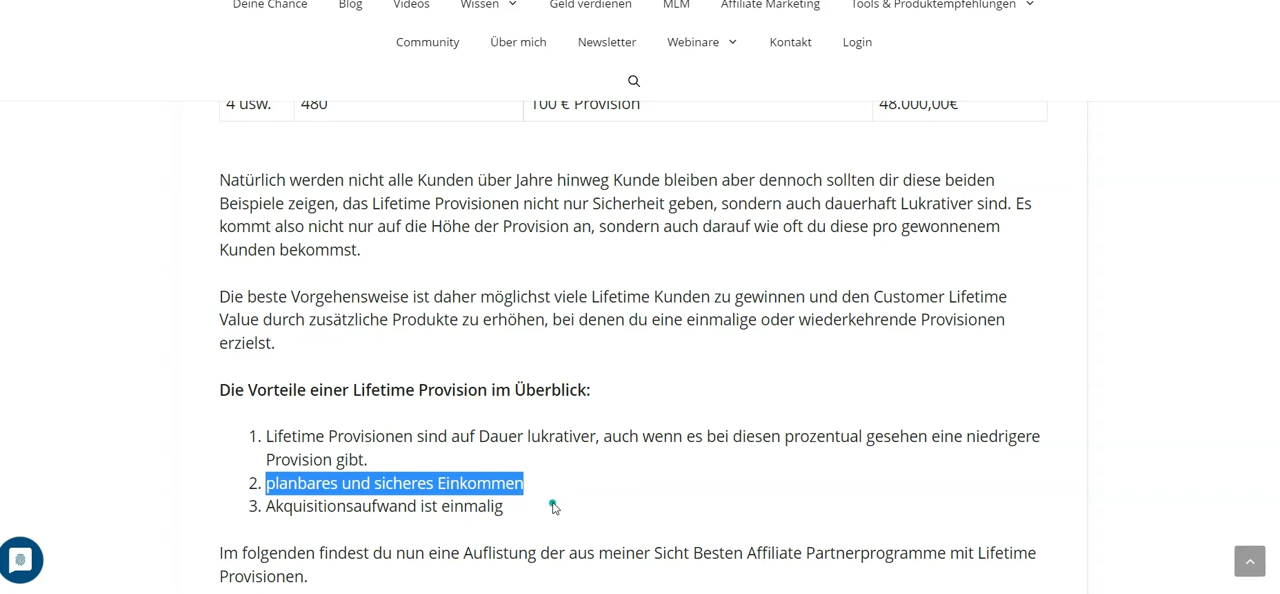 Deine Chance Blog Videos Wissen Geld verdienen MLM Affiliate Marketing Tools & Produktempfehlungen
Community Über mich Newsletter Webinare Kontakt Login
4 usw. 480 100 € Provision 48.000,00€
Natürlich werden nicht alle Kunden über Jahre hinweg Kunde bleiben aber dennoch sollten dir diese beiden
Beispiele zeigen, das Lifetime Provisionen nicht nur Sicherheit geben, sondern auch dauerhaft Lukrativer sind. Es
kommt also nicht nur auf die Höhe der Provision an, sondern auch darauf wie oft du diese pro gewonnenem
Kunden bekommst.
Die beste Vorgehensweise ist daher möglichst viele Lifetime Kunden zu gewinnen und den Customer Lifetime
Value durch zusätzliche Produkte zu erhöhen, bei denen du eine einmalige oder wiederkehrende Provisionen
erzielst.
Die Vorteile einer Lifetime Provision im Überblick:
1. Lifetime Provisionen sind auf Dauer lukrativer, auch wenn es bei diesen prozentual gesehen eine niedrigere
Provision gibt.
2. planbares und sicheres Einkommen
3. Akquisitionsaufwand ist einmalig
Im folgenden findest du nun eine Auflistung der aus meiner Sicht Besten Affiliate Partnerprogramme mit Lifetime
Provisionen.